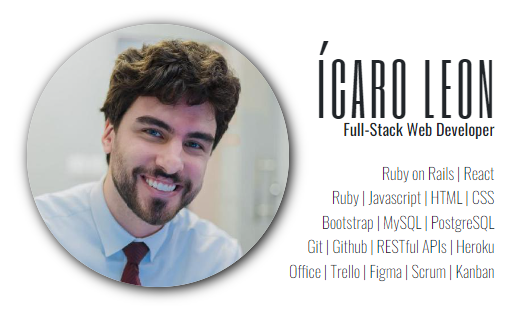 ÍCARO LEON
Full-Stack Web Developer
Ruby on Rails | React
Ruby | Javascript | HTML | CSS
Bootstrap | MySQL | PostgreSQL
Git | Github | RESTful APIs | Heroku
Office | Trello | Figma | Scrum | Kanban